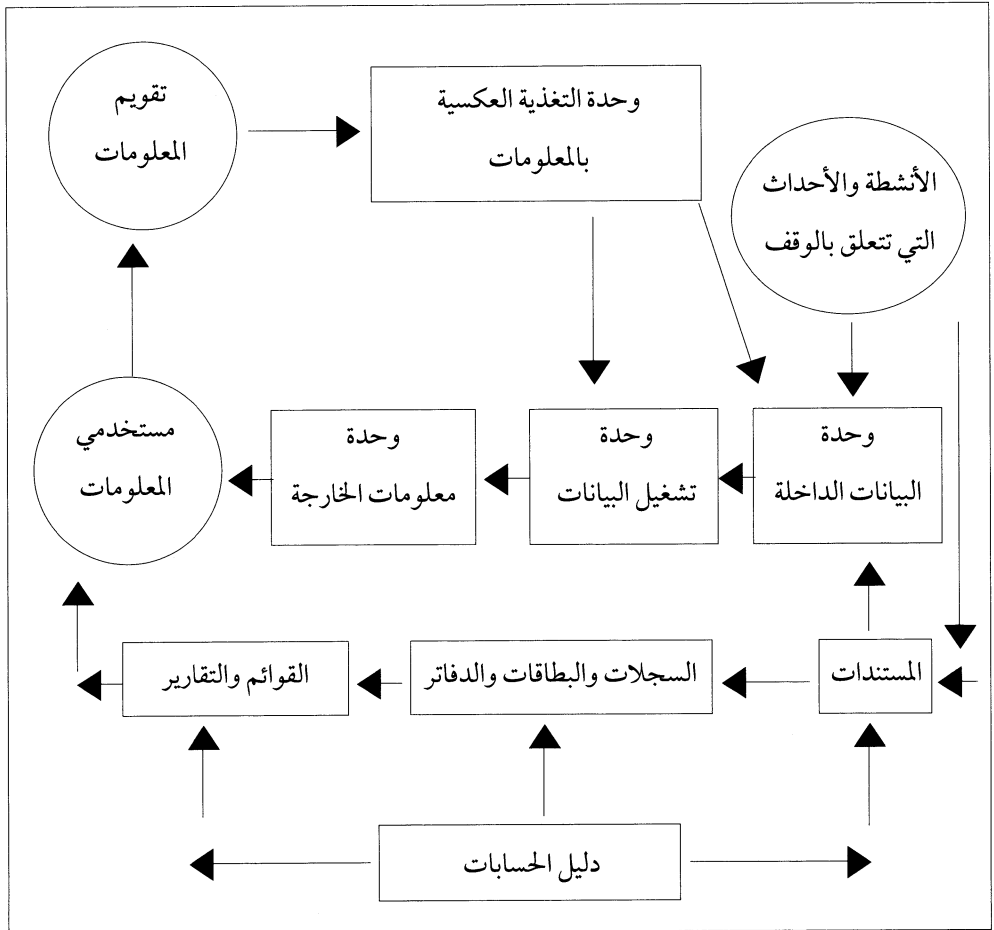 تقويم
المعلومات
وحدة التغذية العكسية
بالمعلومات
الأنشطة والأحداث
التي تتعلق بالوقف
وحدة
البيانات الداخلة
وحدة
تشغيل البيانات
وحدة
معلومات الخارجة
مستخدمي
المعلومات
المستندات
السجلات والبطاقات والدفاتر
القوائم والتقارير
دليل الحسابات